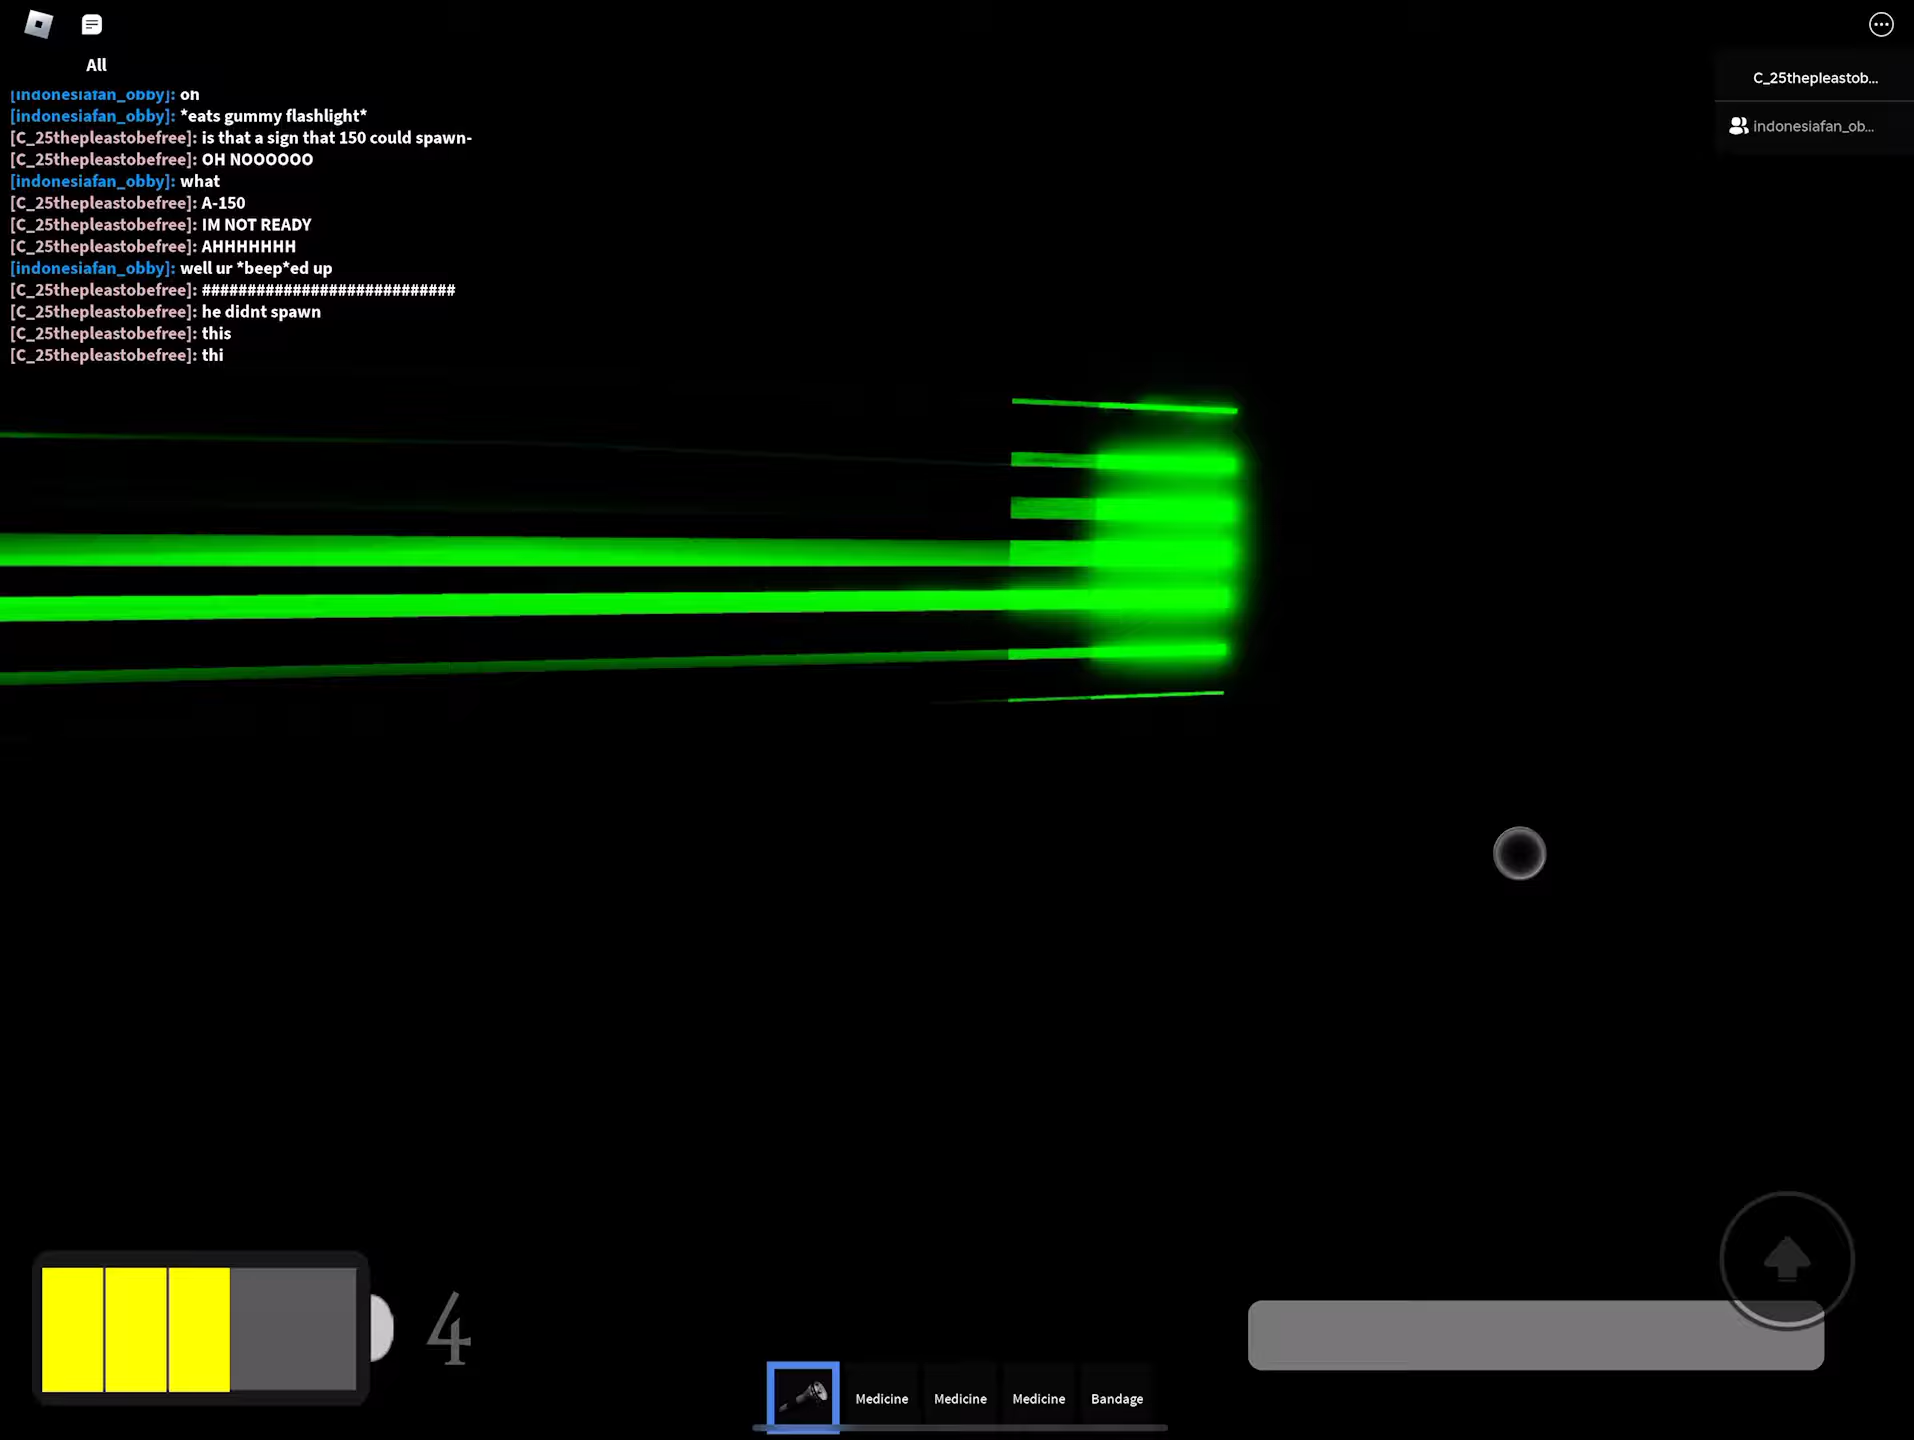 All
[indonesiafan_obby]: oh
[indonesiafan_obby]: *eats gummy flashlight*
[C_25thepleastobefree]: is that a sign that 150 could spawn-
[C_25thepleastobefree]: OH NOOOOOO
[indonesiafan_obby]: what
[C_25thepleastobefree]: A-150
[C_25thepleastobefree]: IM NOT READY
[C_25thepleastobefree]: AHHHHHHH
[indonesiafan_obby]: well ur *beep*ed up
[C_25thepleastobefree]: ############################
[C_25thepleastobefree]: he didnt spawn
[C_25thepleastobefree]: this
[C_25thepleastobefree]: thi
C_25thepleastob...
indonesiafan_ob...
4
Medicine
Medicine
Medicine
Bandage